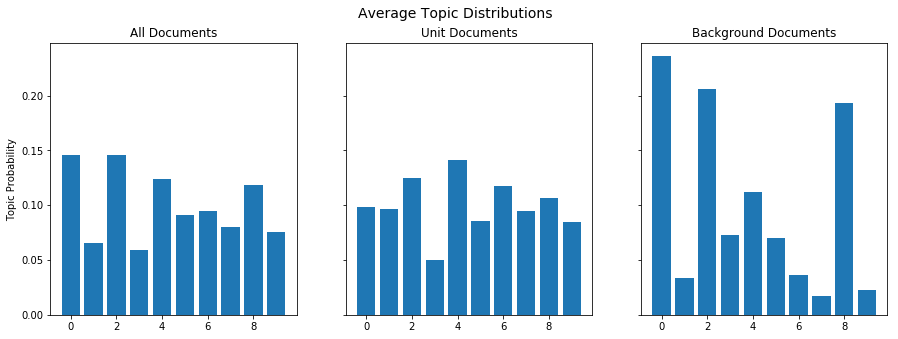 Average Topic Distributions
All Documents
Unit Documents
Background Documents
Topic Probability
0.20
0.15
0.10
0.05
0.00
0 2 4 6 8
0 2 4 6 8
0 2 4 6 8